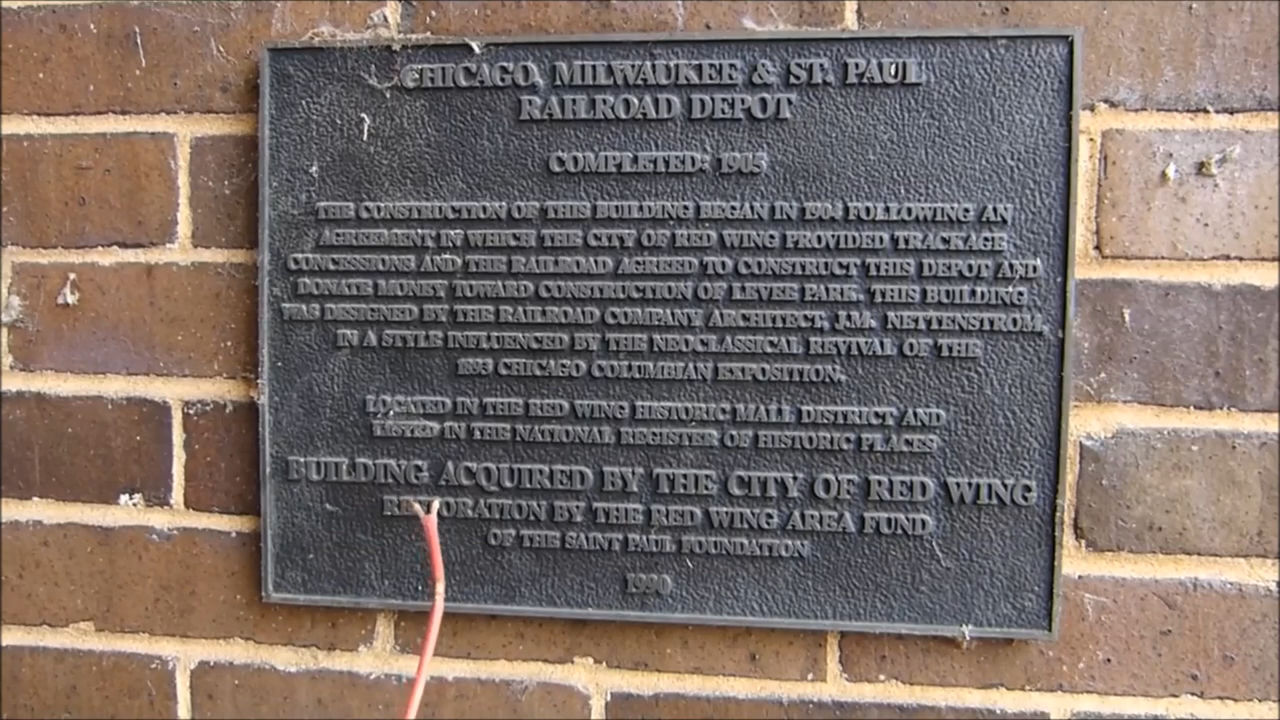 CHICAGO, MILWAUKEE & ST. PAUL
RAILROAD DEPOT
COMPLETED: 1905
THE CONSTRUCTION OF THIS BUILDING BEGAN IN 1904 FOLLOWING AN
AGREEMENT IN WHICH THE CITY OF RED WING PROVIDED TRACKAGE
CONCESSIONS AND THE RAILROAD AGREED TO CONSTRUCT THIS DEPOT AND
DONATE MONEY TOWARD CONSTRUCTION OF LEVEE PARK. THIS BUILDING
WAS DESIGNED BY THE RAILROAD COMPANY ARCHITECT, J.M. NETTENSTROM,
IN A STYLE INFLUENCED BY THE NEOCLASSICAL REVIVAL OF THE
1893 CHICAGO COLUMBIAN EXPOSITION.
LOCATED IN THE RED WING HISTORIC MALL DISTRICT AND
LISTED IN THE NATIONAL REGISTER OF HISTORIC PLACES
BUILDING ACQUIRED BY THE CITY OF RED WING
RESTORATION BY THE RED WING AREA FUND
OF THE SAINT PAUL FOUNDATION
1990